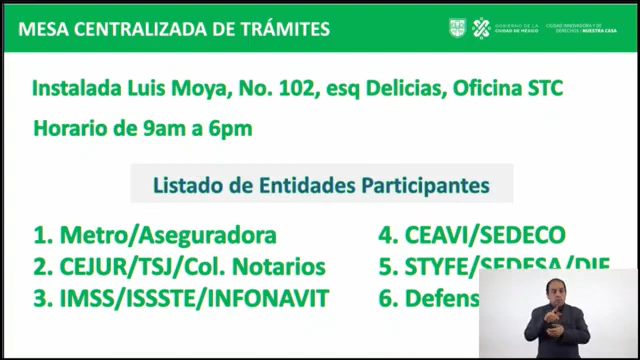 MESA CENTRALIZADA DE TRÁMITES
GOBIERNO DE LA
CIUDAD DE MÉXICO
CIUDAD INNOVADORA Y DE
DERECHOS / NUESTRA CASA
Instalada Luis Moya, No. 102, esq Delicias, Oficina STC
Horario de 9am a 6pm
Listado de Entidades Participantes
1. Metro/Aseguradora
2. CEJUR/TSJ/Col. Notarios
3. IMSS/ISSSTE/INFONAVIT
4. CEAVI/SEDECO
5. STYFE/SEDESA/DIF
6. Defens